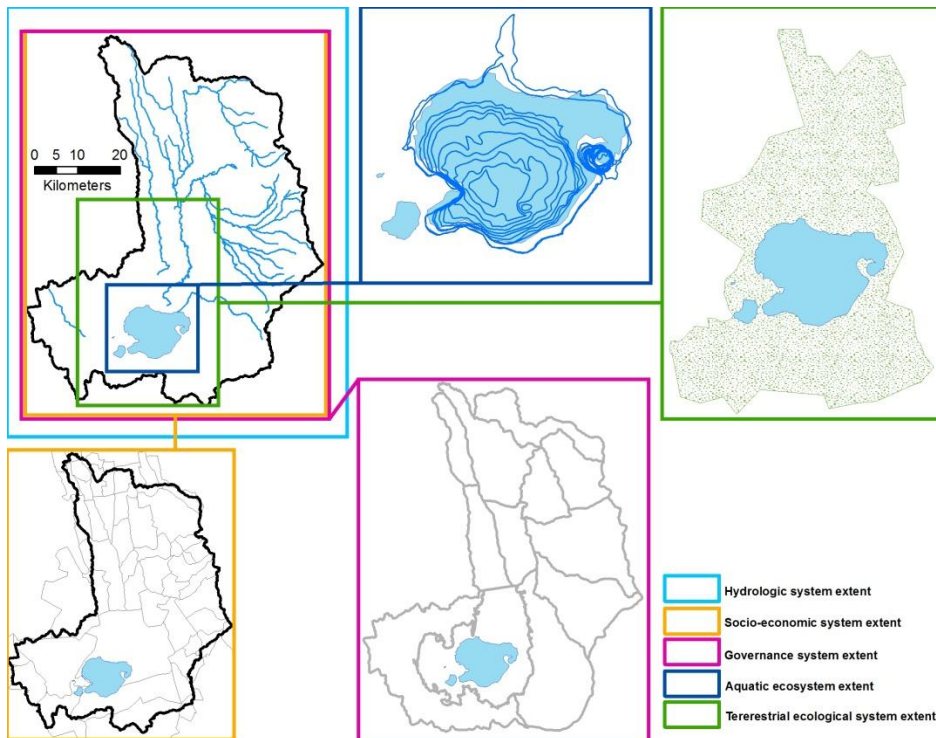 0 5 10 20
Kilometers
Hydrologic system extent
Socio-economic system extent
Governance system extent
Aquatic ecosystem extent
Tererestrial ecological system extent